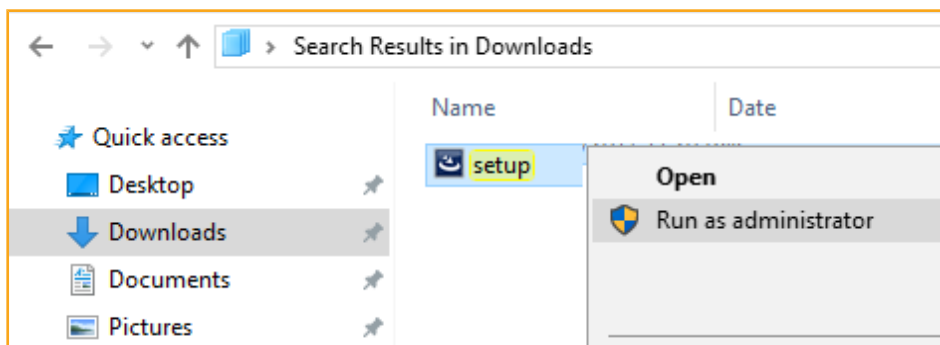 Search Results in Downloads
Name Date
Quick access
setup
Open
Desktop
Run as administrator
Downloads
Documents
Pictures